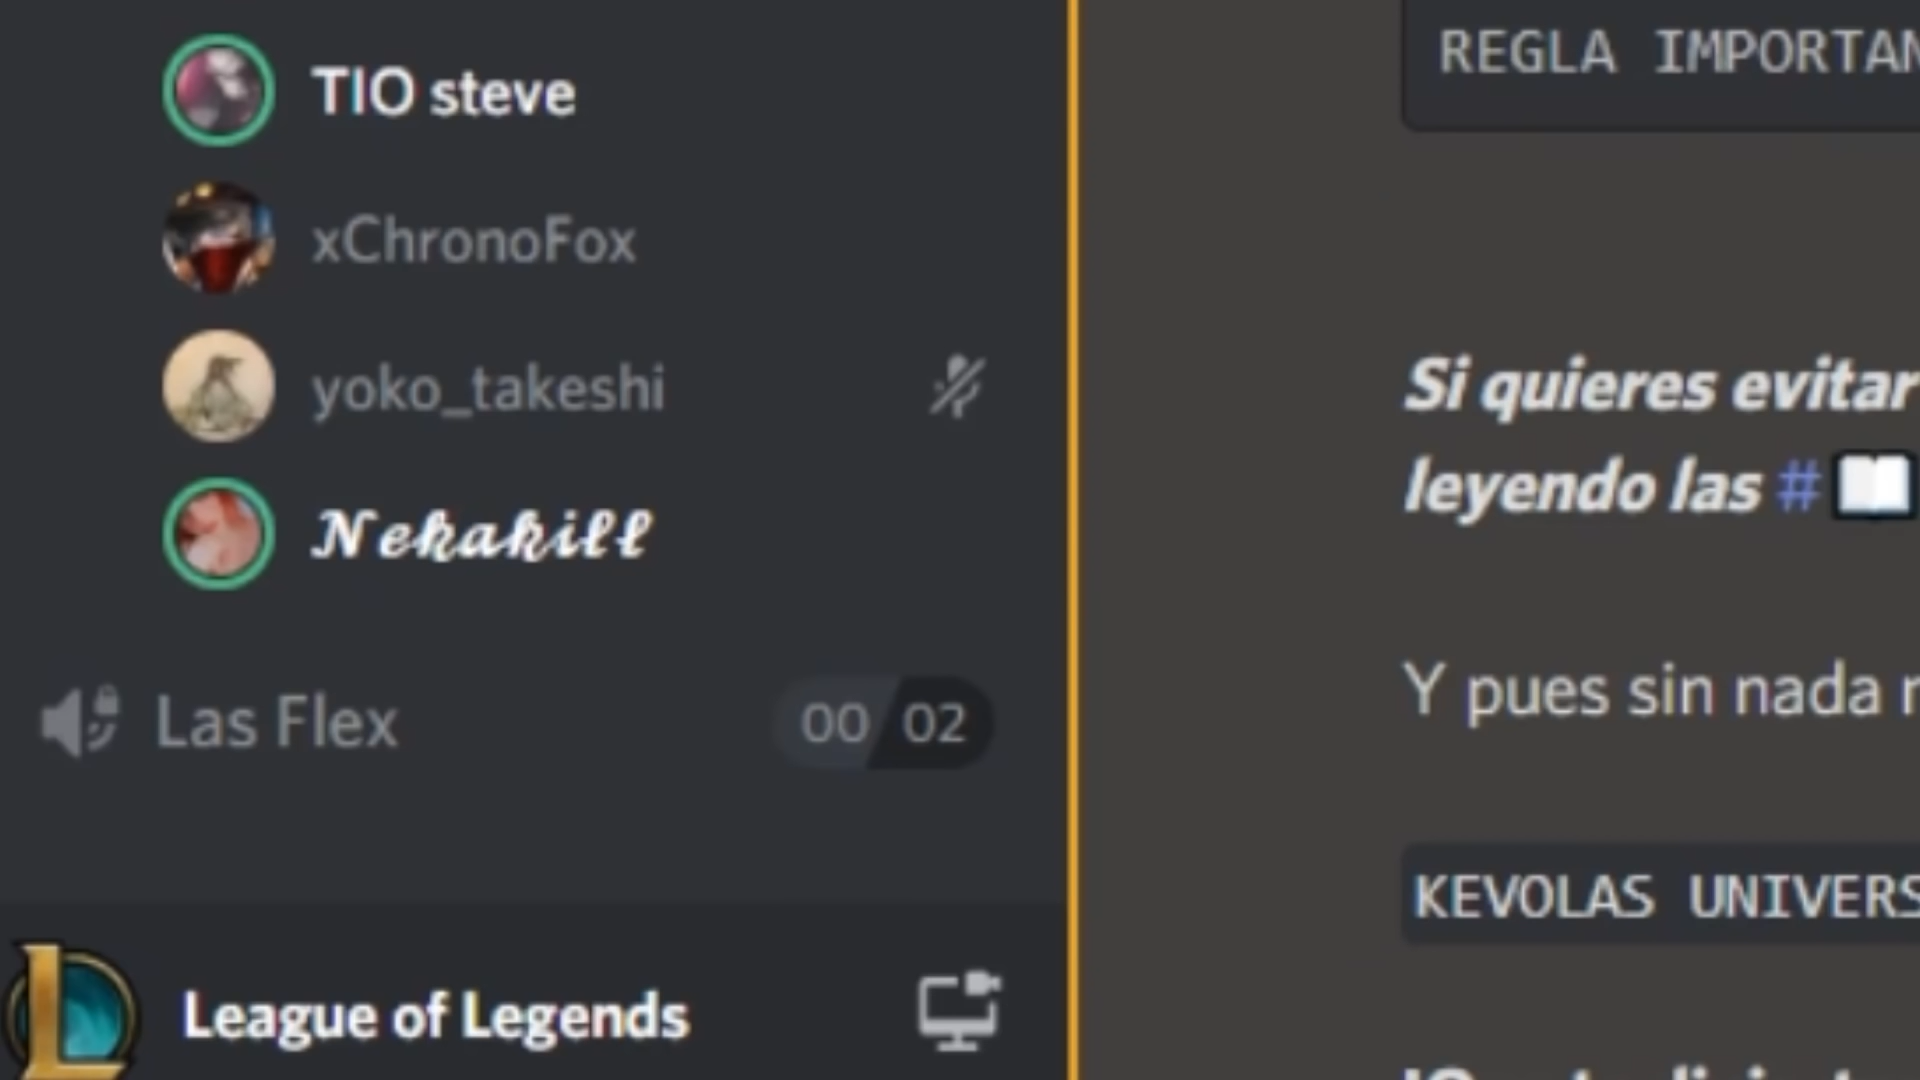 TIO steve
xChronoFox
yoko_takeshi
𝓝𝓮𝓴𝓪𝓴𝓲𝓵𝓵
Las Flex
00 02
League of Legends
REGLA IMPORTAN
Si quieres evitar
leyendo las #
Y pues sin nada
KEVOLAS UNIVERS